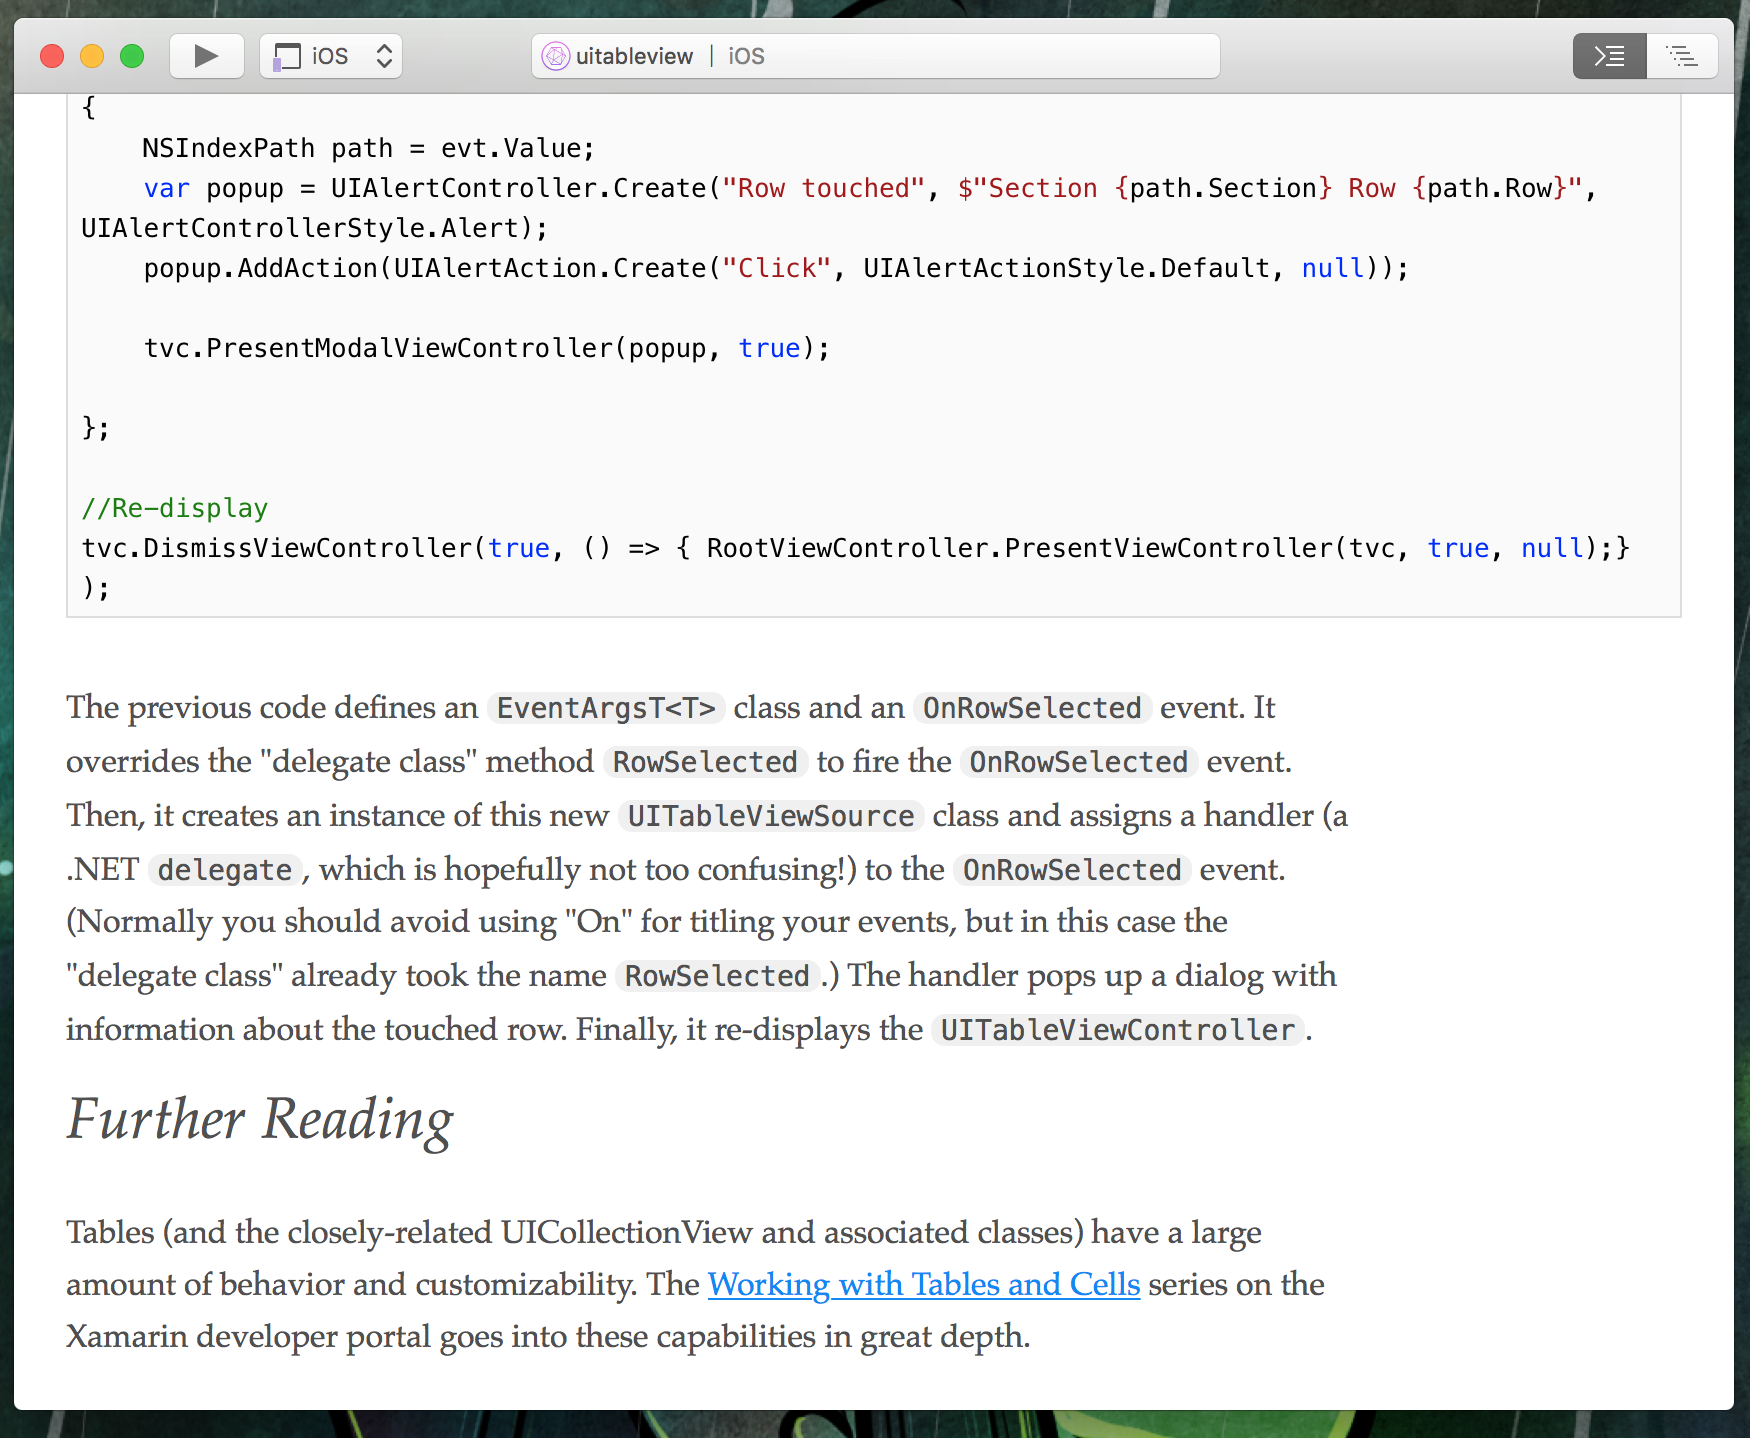 iOS
uitableview | iOS
{
    NSIndexPath path = evt.Value;
    var popup = UIAlertController.Create("Row touched", $"Section {path.Section} Row {path.Row}",
UIAlertControllerStyle.Alert);
    popup.AddAction(UIAlertAction.Create("Click", UIAlertActionStyle.Default, null));
    tvc.PresentModalViewController(popup, true);
};
//Re-display
tvc.DismissViewController(true, () => { RootViewController.PresentViewController(tvc, true, null);}
);
The previous code defines an EventArgsT<T> class and an OnRowSelected event. It
overrides the "delegate class" method RowSelected to fire the OnRowSelected event.
Then, it creates an instance of this new UITableViewSource class and assigns a handler (a
.NET delegate, which is hopefully not too confusing!) to the OnRowSelected event.
(Normally you should avoid using "On" for titling your events, but in this case the
"delegate class" already took the name RowSelected.) The handler pops up a dialog with
information about the touched row. Finally, it re-displays the UITableViewController.
Further Reading
Tables (and the closely-related UICollectionView and associated classes) have a large
amount of behavior and customizability. The Working with Tables and Cells series on the
Xamarin developer portal goes into these capabilities in great depth.